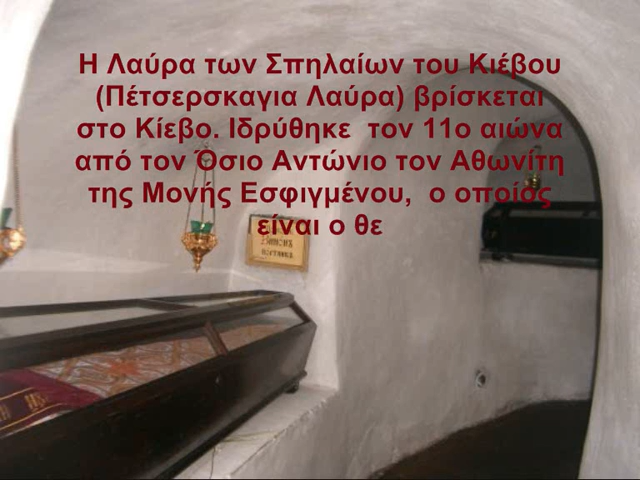 Η Λαύρα των Σπηλαίων του Κιέβου
(Πέτσερσκαγια Λαύρα) βρίσκεται
στο Κίεβο. Ιδρύθηκε  τον 11ο αιώνα
από τον Όσιο Αντώνιο τον Αθωνίτη
της Μονής Εσφιγμένου,  ο οποίος
είναι ο θε